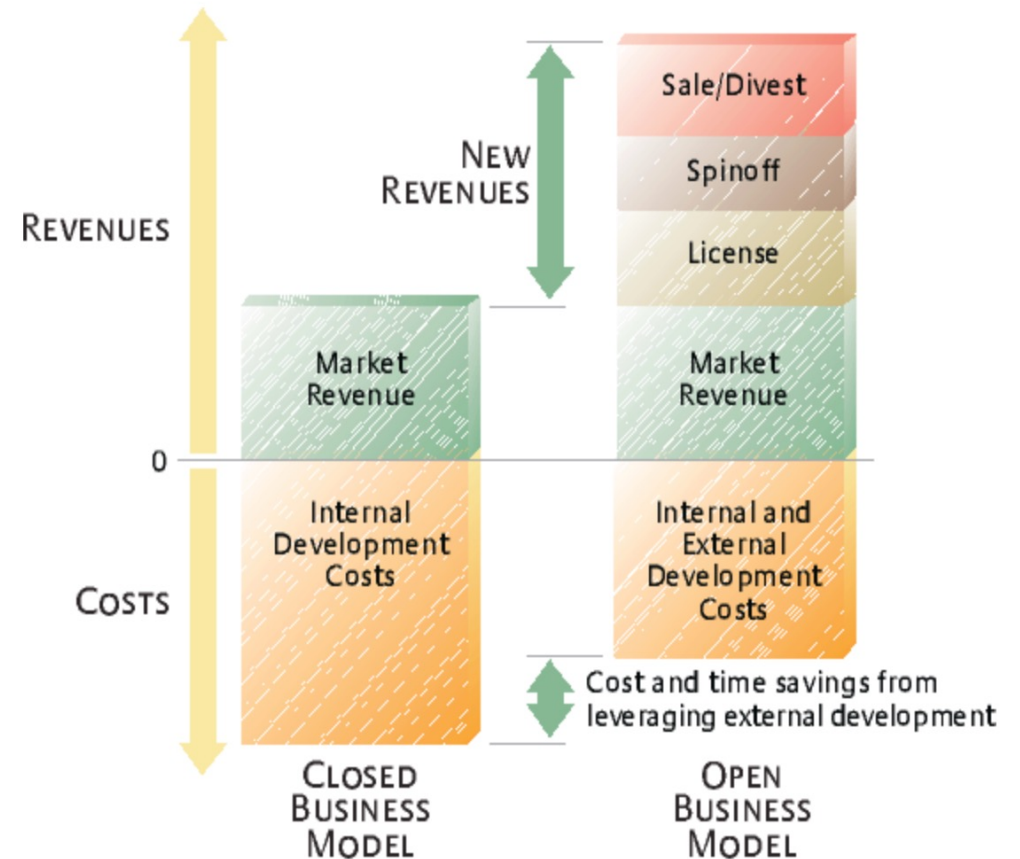 Sale/Divest
NEW
REVENUES
Spinoff
REVENUES
License
Market
Revenue
Market
Revenue
0
Internal
Development
Costs
Internal and
External
Development
Costs
COSTS
Cost and time savings from
leveraging external development
CLOSED
BUSINESS
MODEL
OPEN
BUSINESS
MODEL